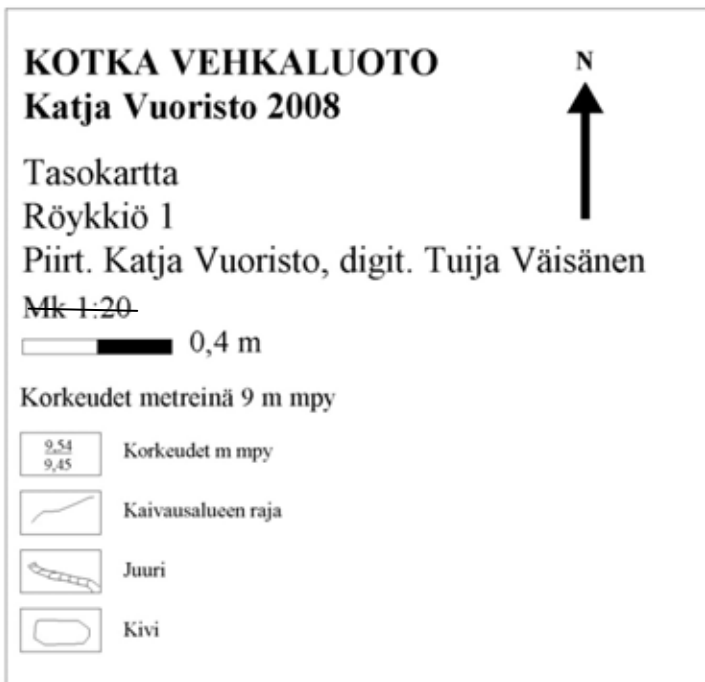 KOTKA VEHKALUOTO
N
Katja Vuoristo 2008
Tasokartta
Röykkiö 1
Piirt. Katja Vuoristo, digit. Tuija Väisänen
Mk 1:20
0,4 m
Korkeudet metreinä 9 m mpy
9,54
9,45
Korkeudet m mpy
Kaivausalueen raja
Juuri
Kivi